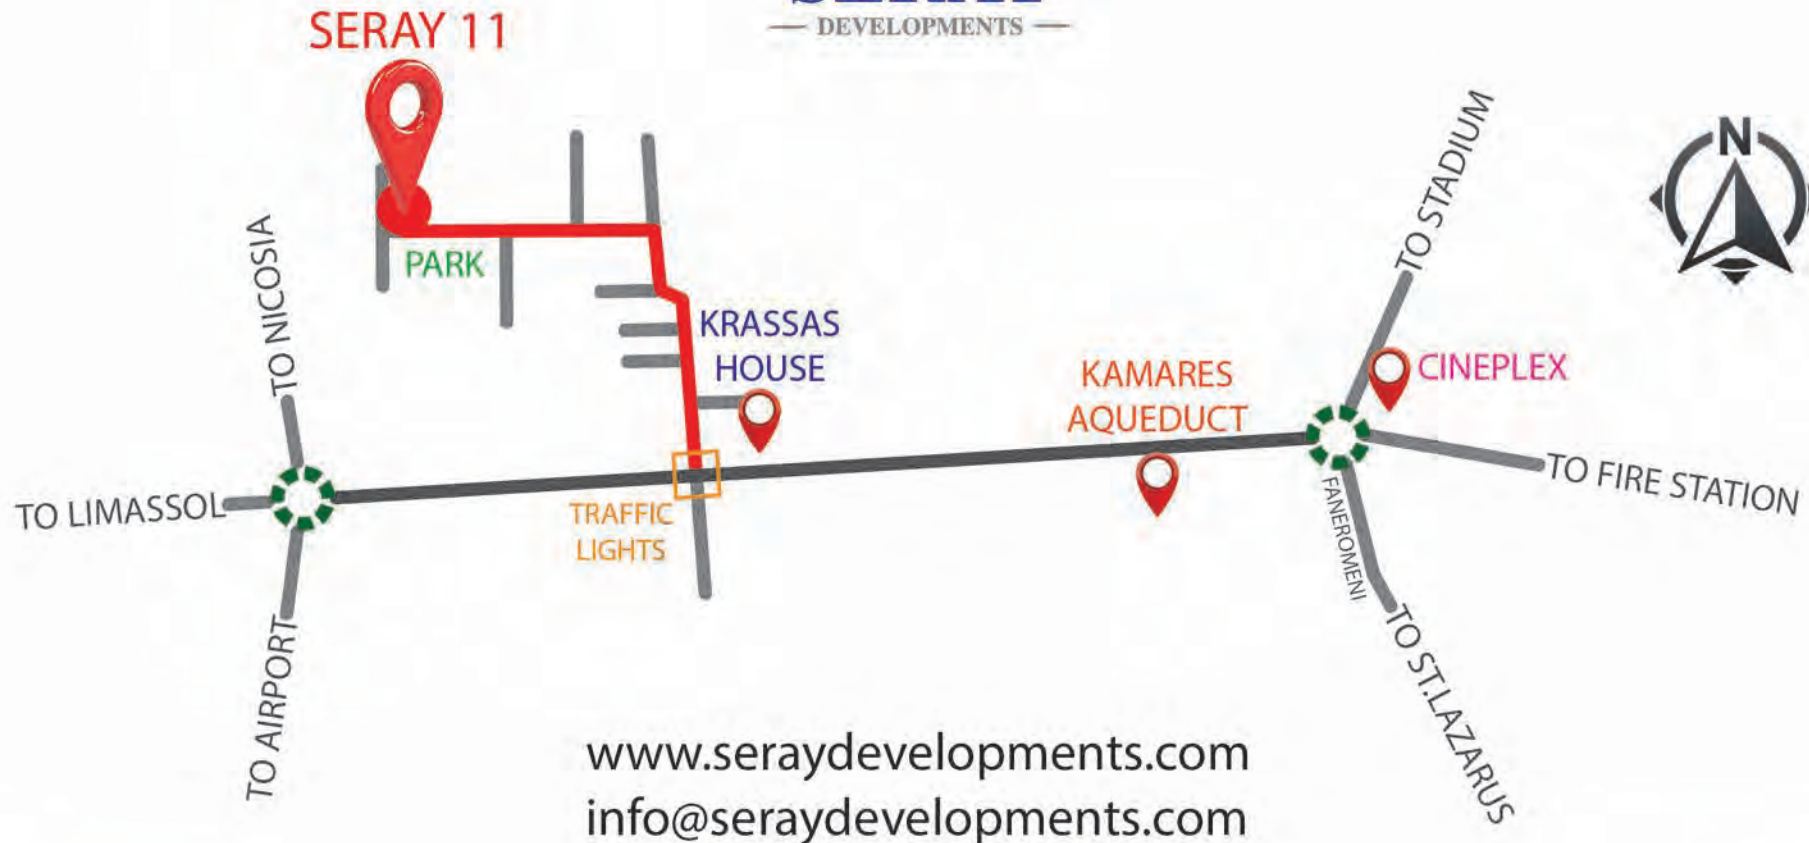 DEVELOPMENTS
SERAY 11
N
TO STADIUM
TO NICOSIA
PARK
KRASSAS
HOUSE
KAMARES
AQUEDUCT
CINEPLEX
TO LIMASSOL
TRAFFIC
LIGHTS
TO FIRE STATION
FANEROMENI
TO AIRPORT
TO ST.LAZARUS
www.seraydevelopments.com
info@seraydevelopments.com